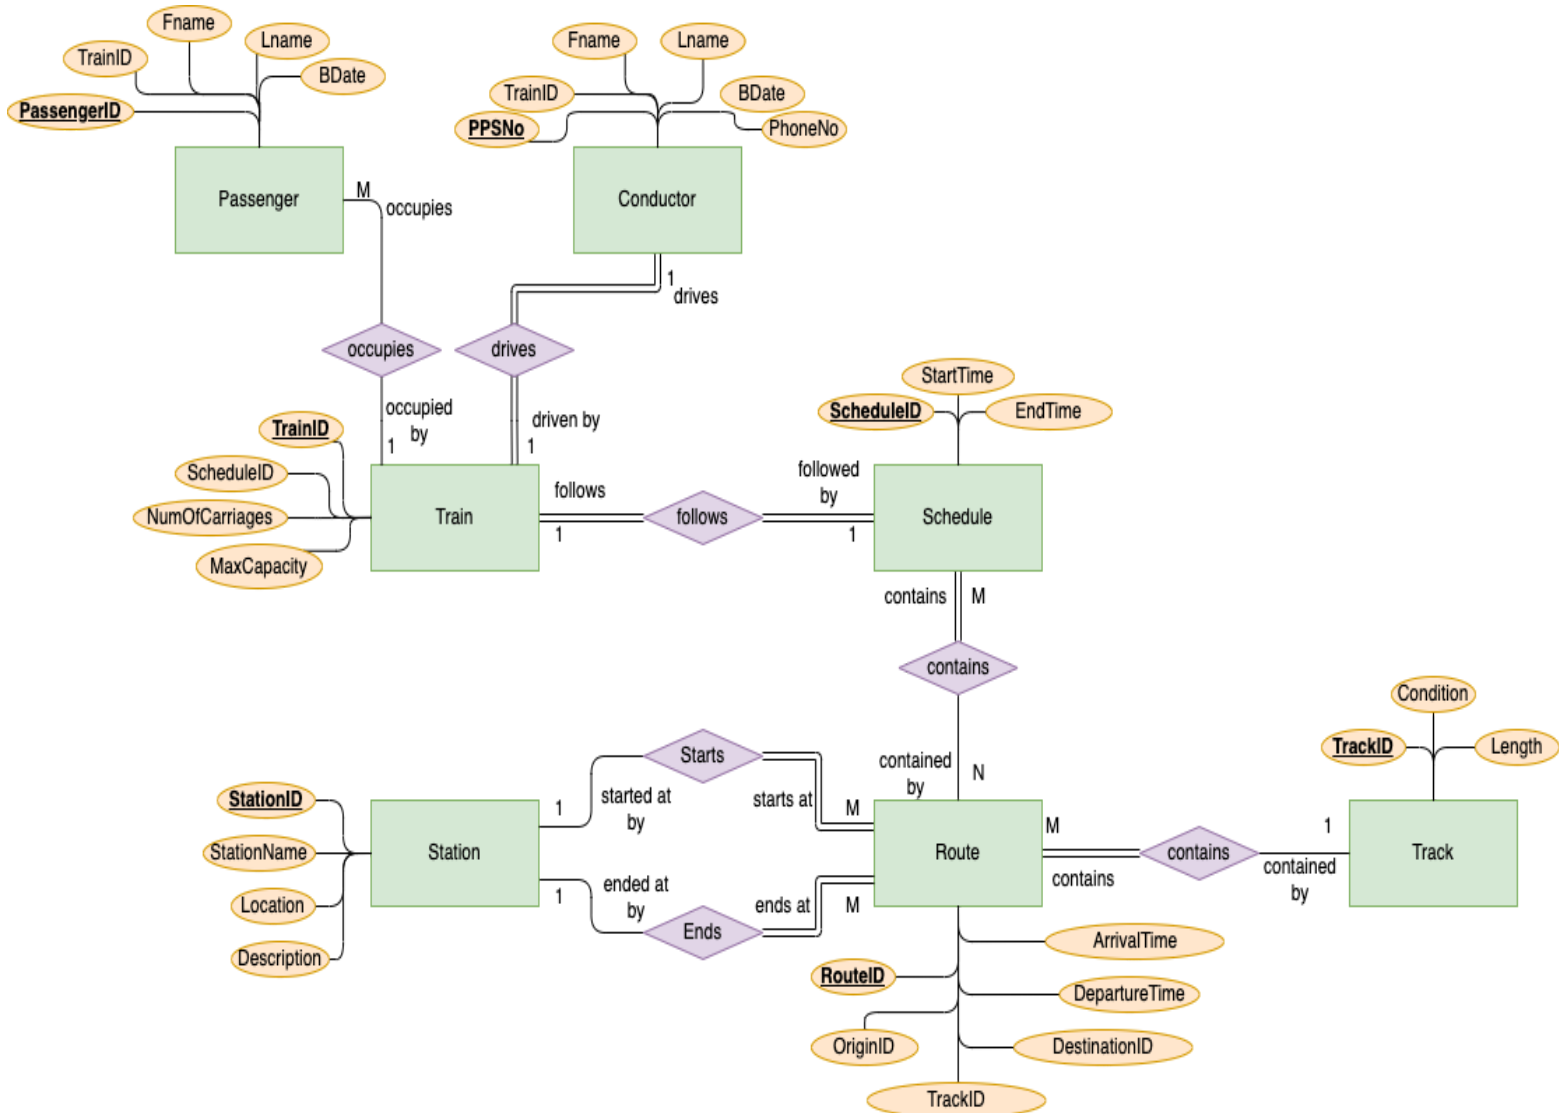 Fname
Lname
TrainID
BDate
PassengerID
Passenger
M
occupies
occupies
occupied
by
1
Fname
Lname
TrainID
BDate
PPSNo
PhoneNo
Conductor
1
drives
drives
driven by
1
TrainID
ScheduleID
NumOfCarriages
MaxCapacity
Train
follows
1
follows
followed
by
1
StartTime
ScheduleID
EndTime
Schedule
contains
M
contains
contained
by
N
StationID
StationName
Location
Description
Station
1
started at
by
Starts
starts at
M
1
ended at
by
Ends
ends at
M
Route
M
contains
contains
1
contained
by
Condition
TrackID
Length
Track
ArrivalTime
RouteID
DepartureTime
OriginID
DestinationID
TrackID